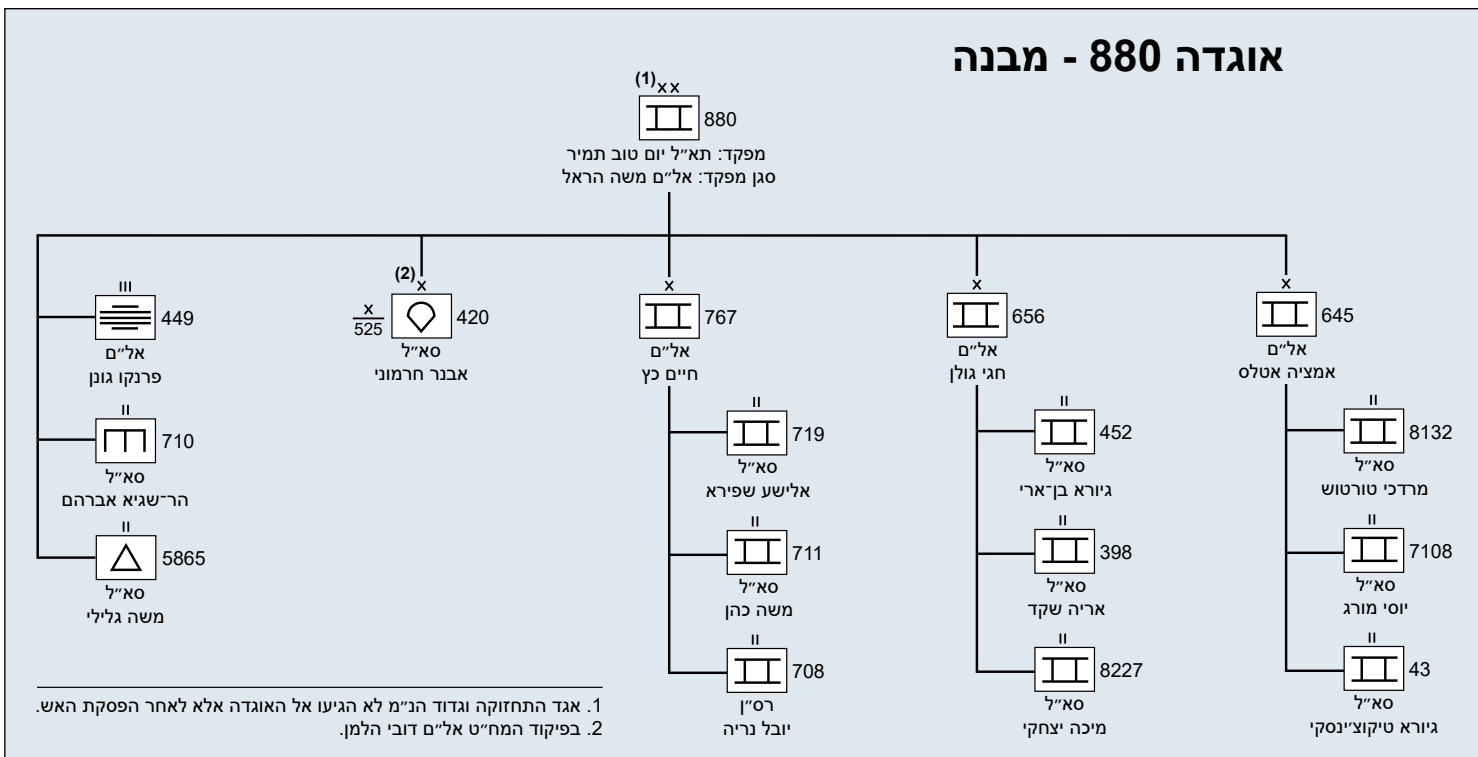 אוגדה 880 - מבנה
(1) xx
880
מפקד: תא״ל יום טוב תמיר
סגן מפקד: אל״ם משה הראל
x
645
אל״ם
אמציה אטלס
II
8132
סא״ל
מרדכי טורטוש
II
7108
סא״ל
יוסי מורג
II
43
סא״ל
גיורא טיקוצ׳ינסקי
x
656
אל״ם
חגי גולן
II
452
סא״ל
גיורא בן־ארי
II
398
סא״ל
אריה שקד
II
8227
סא״ל
מיכה יצחקי
x
767
אל״ם
חיים כץ
II
719
סא״ל
אלישע שפירא
II
711
סא״ל
משה כהן
II
708
רס״ן
יובל נריה
(2) x
420
x
525
סא״ל
אבנר חרמוני
III
449
אל״ם
פרנקו גונן
II
710
סא״ל
הר־שגיא אברהם
II
5865
סא״ל
משה גלילי
1. אגד התחזוקה וגדוד הנ״מ לא הגיעו אל האוגדה אלא לאחר הפסקת האש.
2. בפיקוד המח״ט אל״ם דובי הלמן.